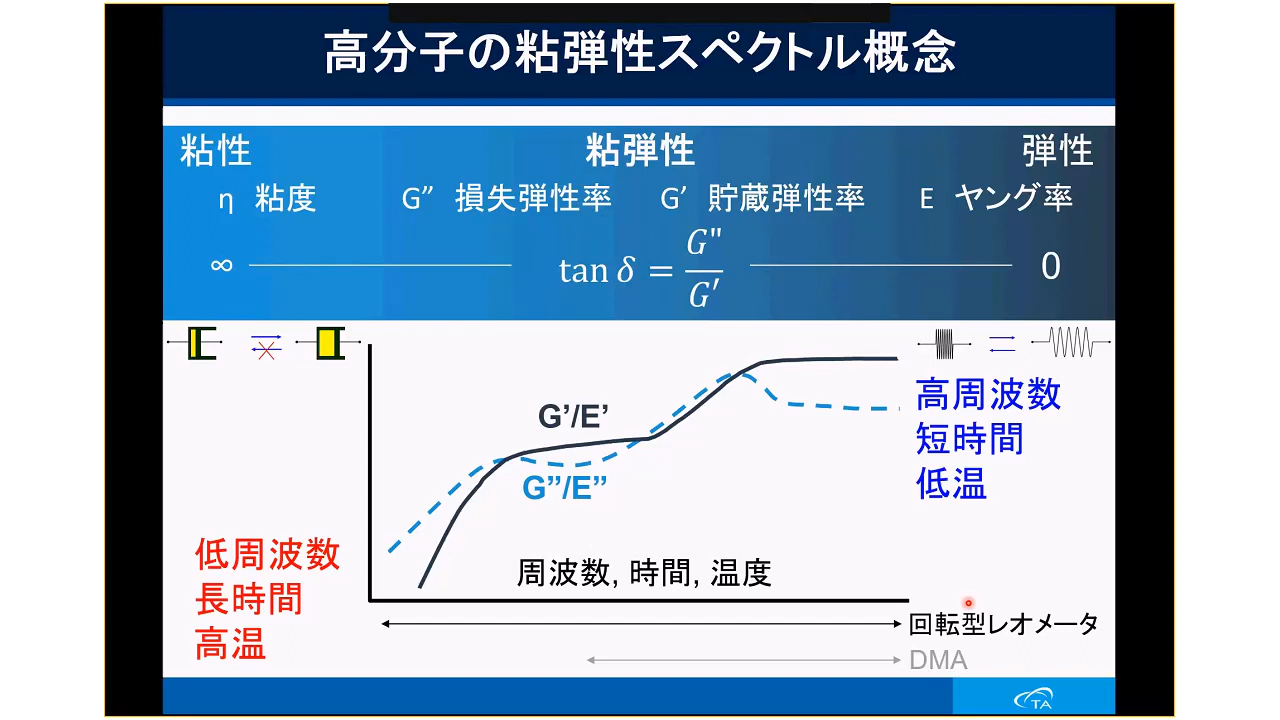 高分子の粘弾性スペクトル概念
粘性 粘弾性 弾性
η 粘度 G” 損失弾性率 G’ 貯蔵弾性率 E ヤング率
∞ tan δ = G"/G′ 0
G’/E’
G”/E”
高周波数
短時間
低温
低周波数
長時間
高温
周波数, 時間, 温度
回転型レオメータ
DMA
TA